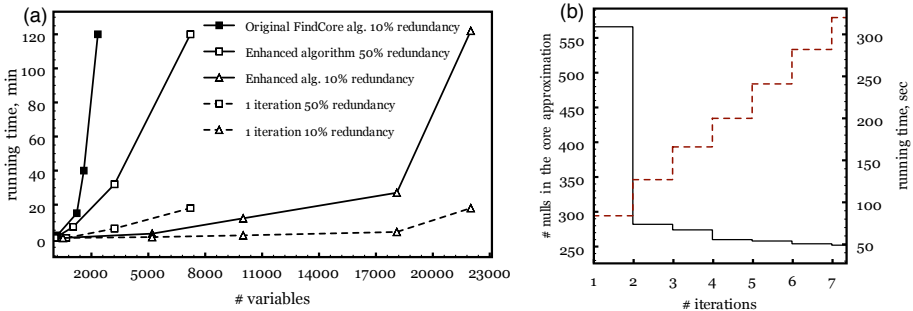 (a)
running time, min
120
100
80
60
40
20
0
Original FindCore alg. 10% redundancy
Enhanced algorithm 50% redundancy
Enhanced alg. 10% redundancy
1 iteration 50% redundancy
1 iteration 10% redundancy
2000 5000 8000 11000 14000 17000 20000 23000
# variables
(b)
# nulls in the core approximation
550
500
450
400
350
300
250
300
250
200
150
100
50
running time, sec
1 2 3 4 5 6 7
# iterations